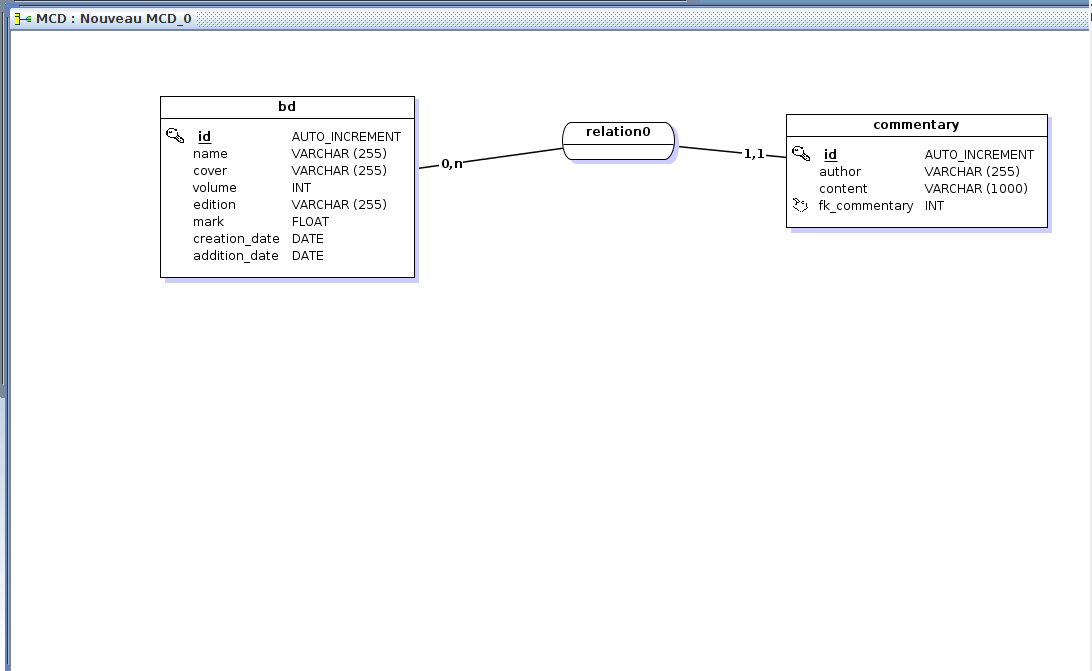 MCD : Nouveau MCD_0
bd
id AUTO_INCREMENT
name VARCHAR (255)
cover VARCHAR (255)
volume INT
edition VARCHAR (255)
mark FLOAT
creation_date DATE
addition_date DATE
0,n
relation0
1,1
commentary
id AUTO_INCREMENT
author VARCHAR (255)
content VARCHAR (1000)
fk_commentary INT